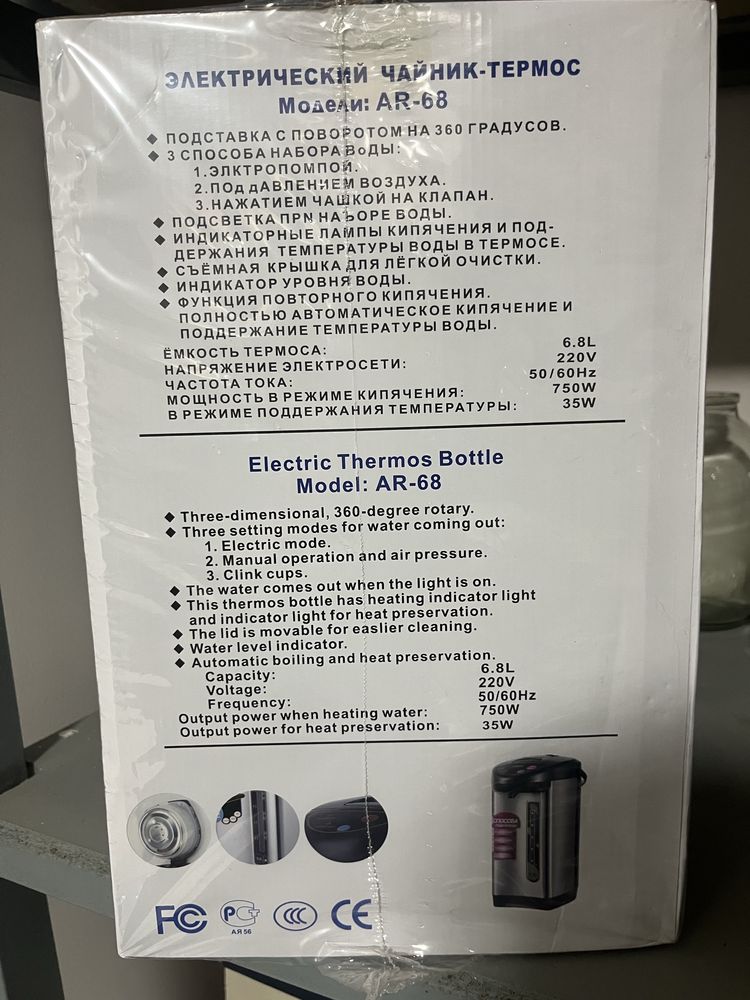 ЭЛЕКТРИЧЕСКИЙ ЧАЙНИК-ТЕРМОС
Модели: AR-68
◆ ПОДСТАВКА С ПОВОРОТОМ НА 360 ГРАДУСОВ.
◆ 3 СПОСОБА НАБОРА ВоДЫ:
1.ЭЛКТРОПОМПОЙ.
2.ПОд дАВЛЕНИЕМ ВОЗДУХА.
3.НАЖАТИЕМ ЧАШКОЙ НА КЛАПАН.
◆ ПОДСВЕТКА ПРN НАЬОРЕ ВОДЫ.
◆ ИНДИКАТОРНЫЕ ЛАМПЫ КИПЯЧЕНИЯ И ПОД-
ДЕРЖАНИЯ ТЕМПЕРАТУРЫ ВОДЫ В ТЕРМОСЕ.
◆ СЪЁМНАЯ КРЫШКА ДЛЯ ЛЁГКОЙ ОЧИСТКИ.
◆ ИНДИКАТОР УРОВНЯ ВОДЫ.
◆ ФУНКЦИЯ ПОВТОРНОГО КИПЯЧЕНИЯ.
ПОЛНОСТЬЮ АВТОМАТИЧЕСКОЕ КИПЯЧЕНИЕ И
ПОДДЕРЖАНИЕ ТЕМПЕРАТУРЫ ВОДЫ.
ЁМКОСТЬ ТЕРМОСА: 6.8L
НАПРЯЖЕНИЕ ЭЛЕКТРОСЕТИ: 220V
ЧАСТОТА ТОКА: 50/60Hz
МОЩНОСТЬ В РЕЖИМЕ КИПЯЧЕНИЯ: 750W
В РЕЖИМЕ ПОДДЕРЖАНИЯ ТЕМПЕРАТУРЫ: 35W
Electric Thermos Bottle
Model: AR-68
◆ Three-dimensional, 360-degree rotary.
◆ Three setting modes for water coming out:
1. Electric mode.
2. Manual operation and air pressure.
3. Clink cups.
◆ The water comes out when the light is on.
◆ This thermos bottle has heating indicator light
and indicator light for heat preservation.
◆ The lid is movable for easlier cleaning.
◆ Water level indicator.
◆ Automatic boiling and heat preservation.
Capacity: 6.8L
Voltage: 220V
Frequency: 50/60Hz
Output power when heating water: 750W
Output power for heat preservation: 35W
FC PCT CCC CE
АЯ 56